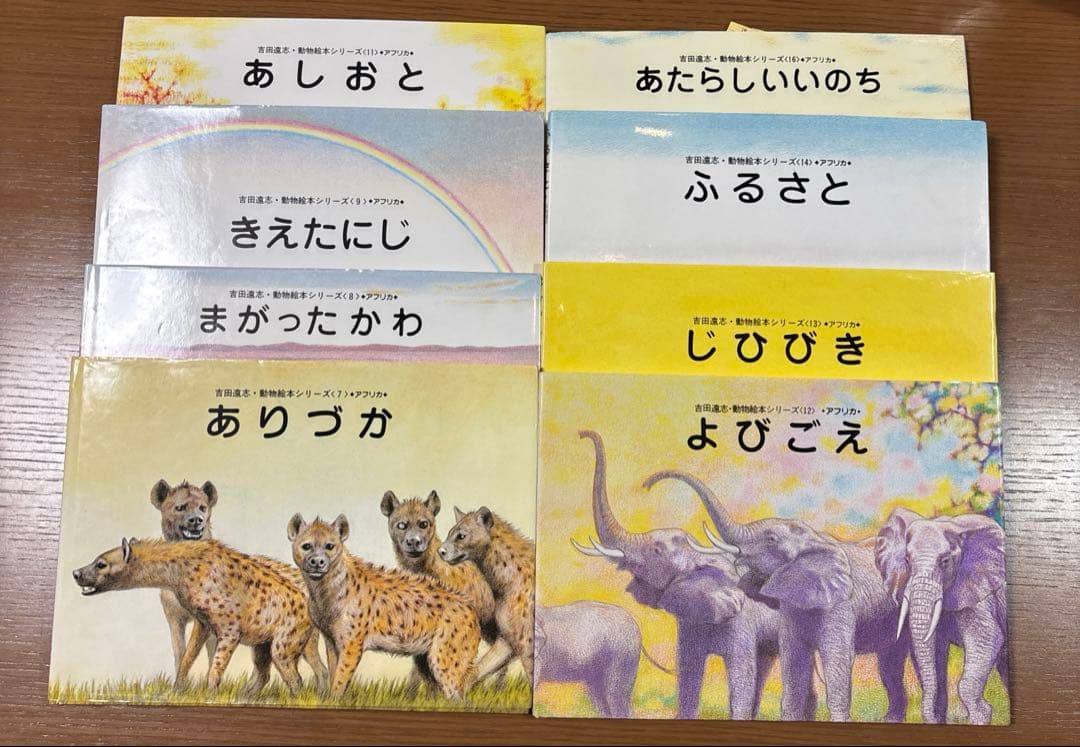 吉田遠志・動物絵本シリーズ〈11〉◆アフリカ◆
あしおと
吉田遠志・動物絵本シリーズ〈9〉◆アフリカ◆
きえたにじ
吉田遠志・動物絵本シリーズ〈8〉◆アフリカ◆
まがったかわ
吉田遠志・動物絵本シリーズ〈7〉◆アフリカ◆
ありづか
吉田遠志・動物絵本シリーズ〈16〉◆アフリカ◆
あたらしいいのち
吉田遠志・動物絵本シリーズ〈14〉◆アフリカ◆
ふるさと
吉田遠志・動物絵本シリーズ〈13〉◆アフリカ◆
じひびき
吉田遠志・動物絵本シリーズ〈12〉◆アフリカ◆
よびごえ